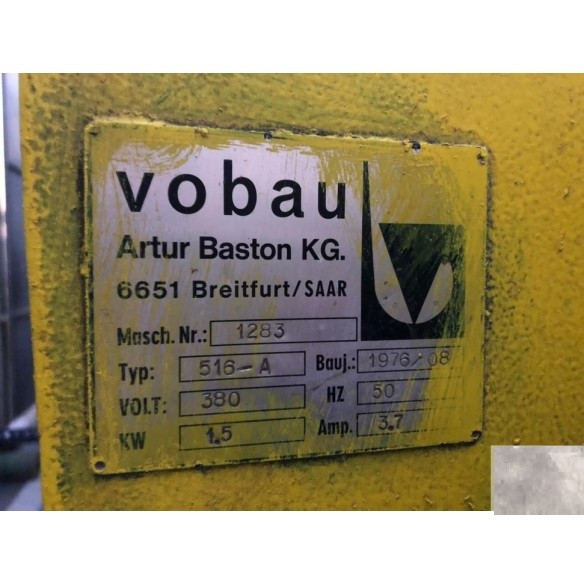 vobau
Artur Baston KG.
6651 Breitfurt/SAAR
Masch. Nr.: 1283
Typ: 516-A Bauj.: 1976/08
VOLT: 380 HZ 50
KW 1.5 Amp. 3.7